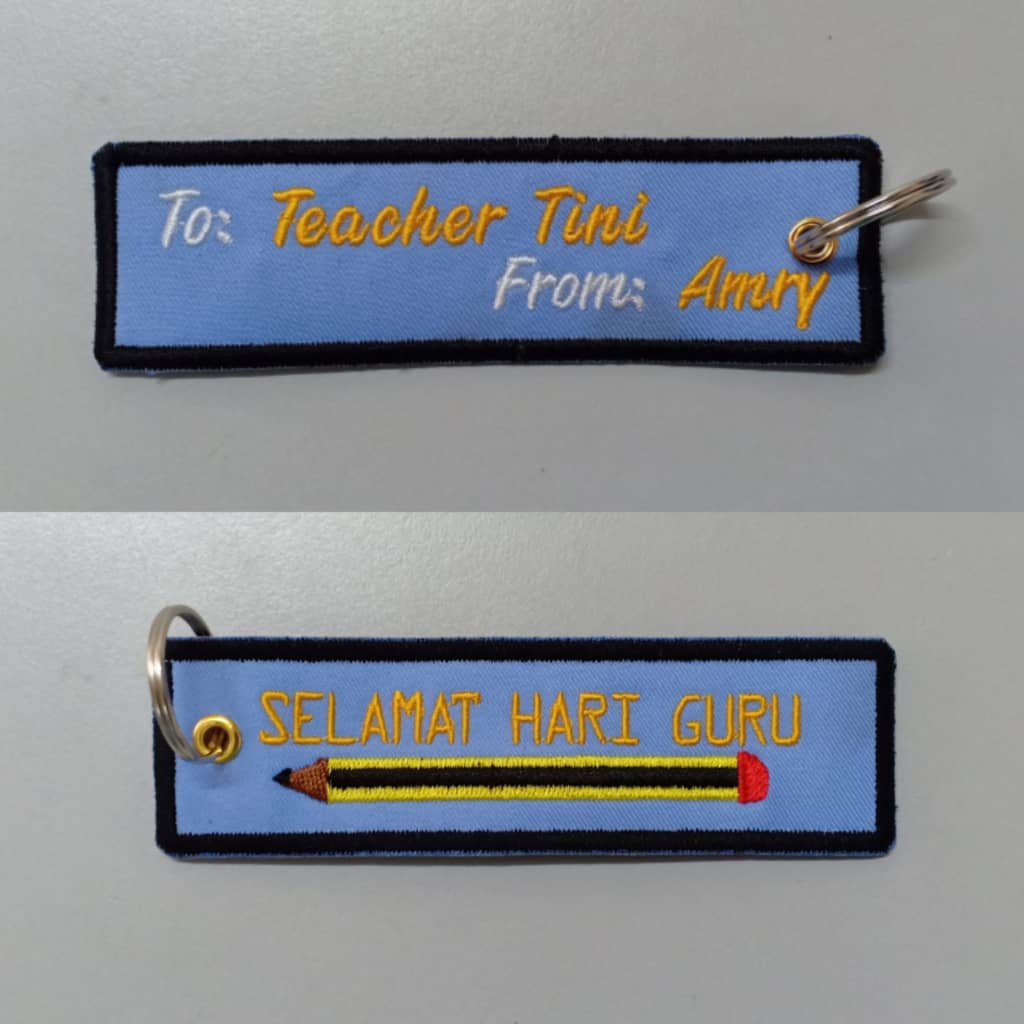 To: Teacher Tini
From: Amry
SELAMAT HARI GURU